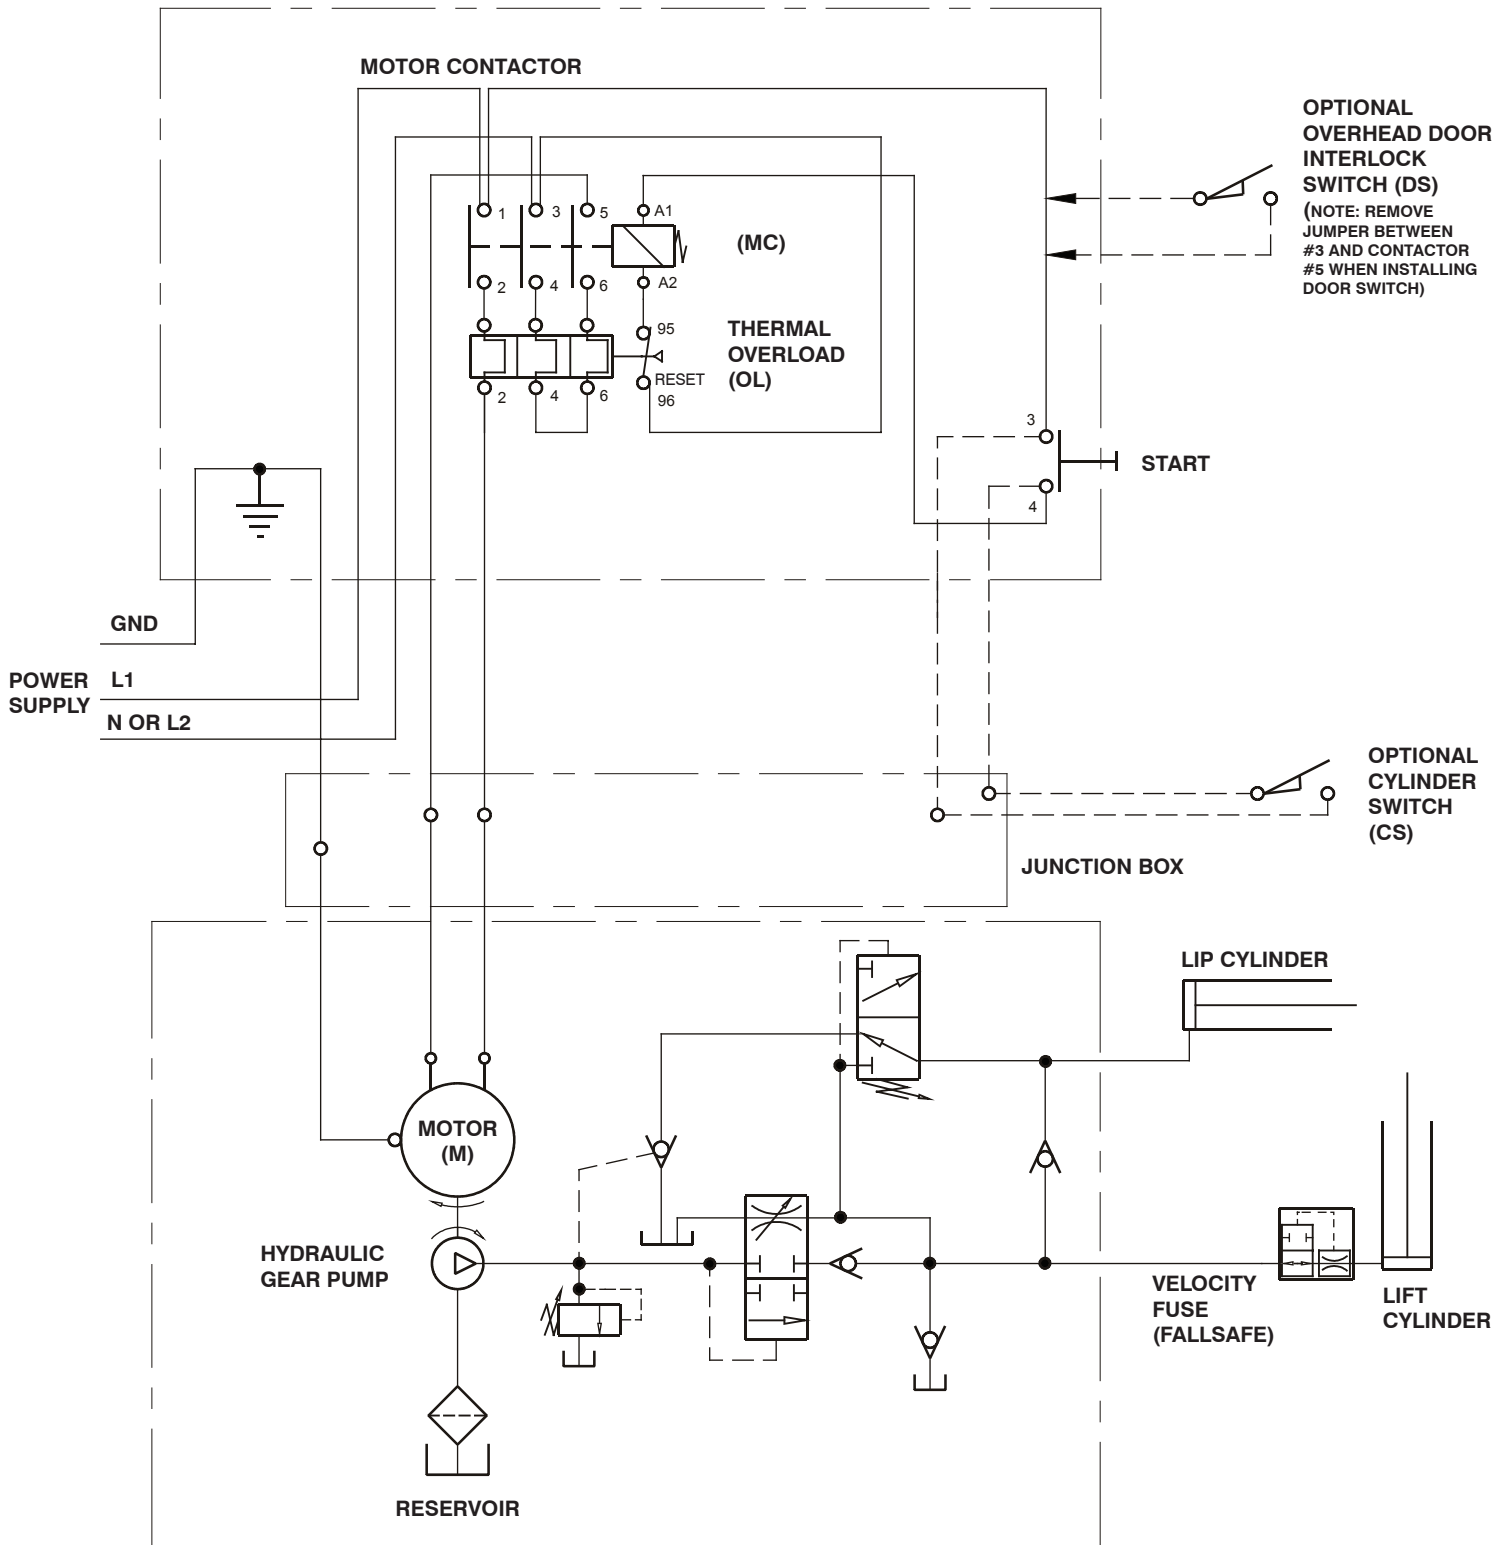 MOTOR CONTACTOR
OPTIONAL
OVERHEAD DOOR
INTERLOCK
SWITCH (DS)
(NOTE: REMOVE
JUMPER BETWEEN
#3 AND CONTACTOR
#5 WHEN INSTALLING
DOOR SWITCH)
1
3
5
A1
(MC)
2
4
6
A2
95
THERMAL
OVERLOAD
(OL)
RESET
96
2
4
6
3
START
4
GND
POWER
SUPPLY
L1
N OR L2
OPTIONAL
CYLINDER
SWITCH
(CS)
JUNCTION BOX
LIP CYLINDER
MOTOR
(M)
HYDRAULIC
GEAR PUMP
VELOCITY
FUSE
(FALLSAFE)
LIFT
CYLINDER
RESERVOIR